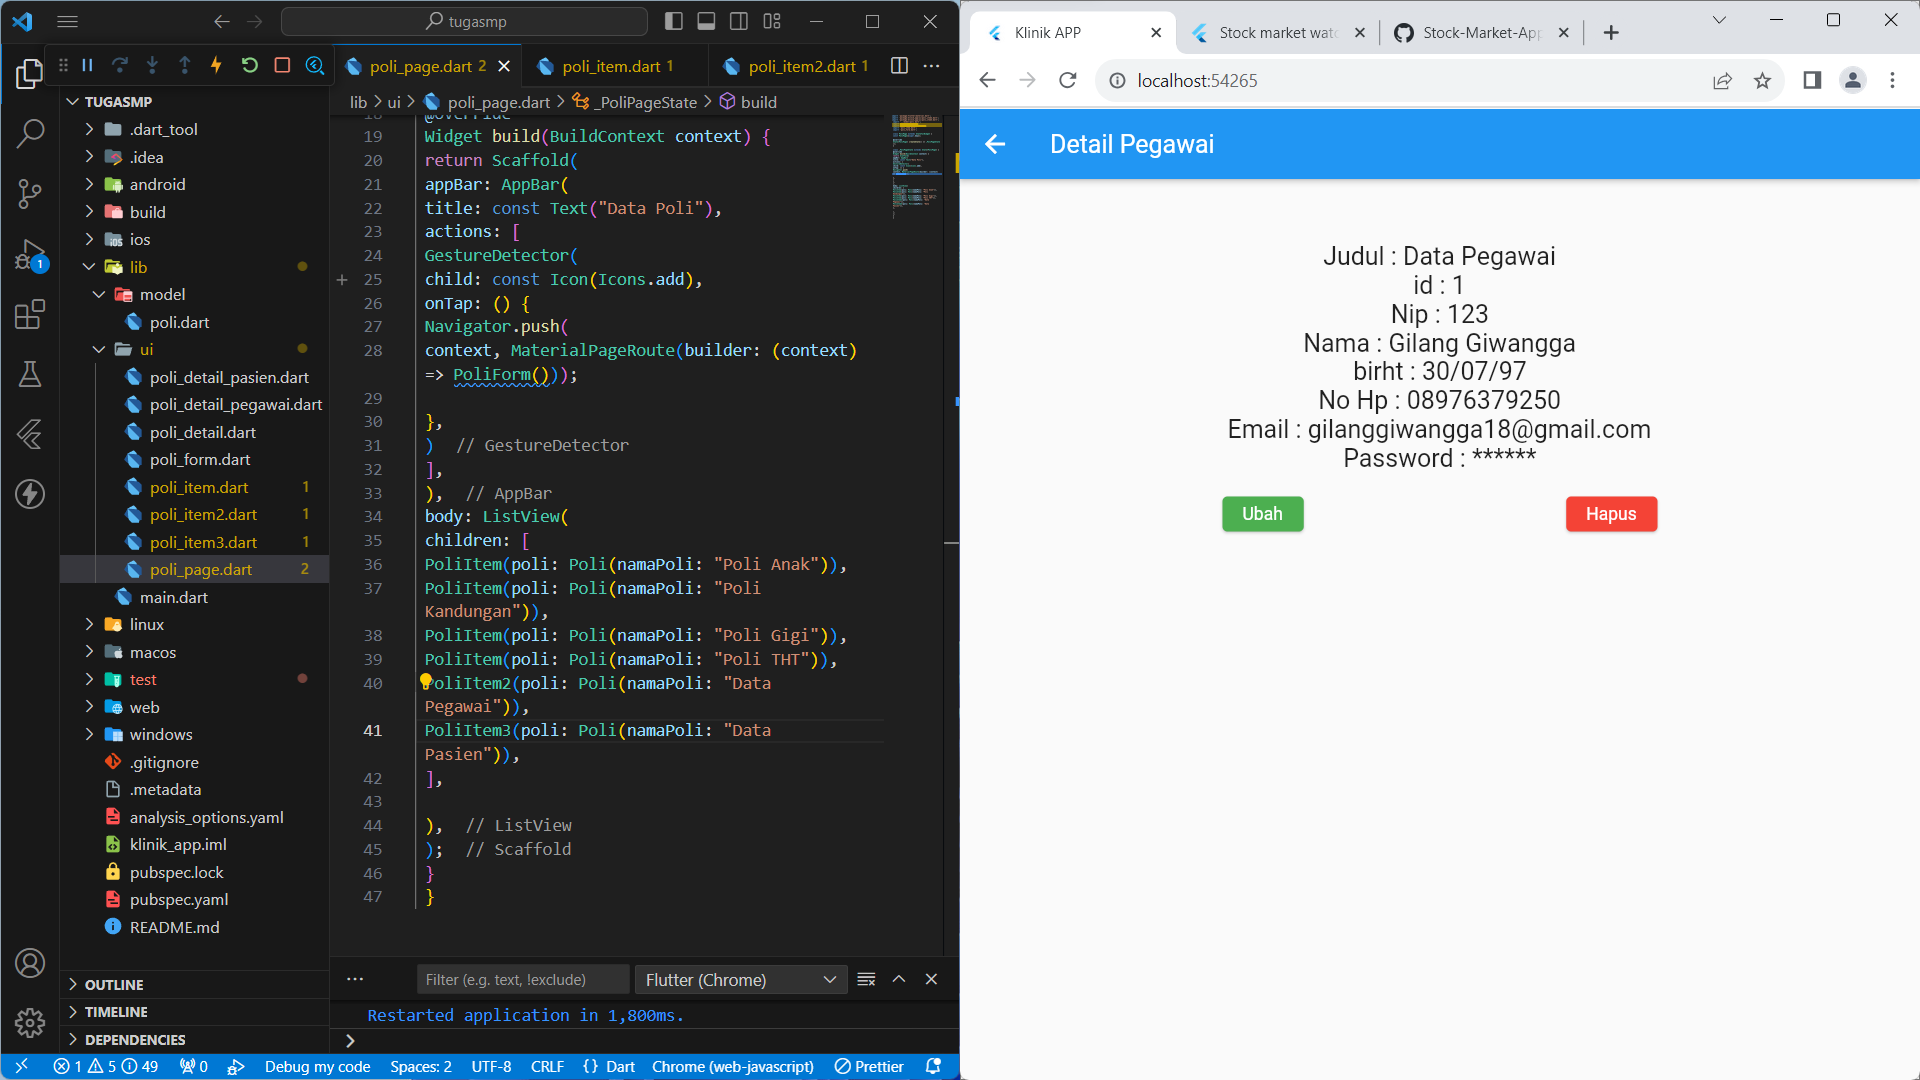 tugasmp
poli_page.dart 2
poli_item.dart 1
poli_item2.dart 1
TUGASMP
.dart_tool
.idea
android
build
ios
lib
model
poli.dart
ui
poli_detail_pasien.dart
poli_detail_pegawai.dart
poli_detail.dart
poli_form.dart
poli_item.dart 1
poli_item2.dart 1
poli_item3.dart 1
poli_page.dart 2
main.dart
linux
macos
test
web
windows
.gitignore
.metadata
analysis_options.yaml
klinik_app.iml
pubspec.lock
pubspec.yaml
README.md
OUTLINE
TIMELINE
DEPENDENCIES
1
lib > ui > poli_page.dart > _PoliPageState > build
18 @override
19 Widget build(BuildContext context) {
20 return Scaffold(
21 appBar: AppBar(
22 title: const Text("Data Poli"),
23 actions: [
24 GestureDetector(
25 child: const Icon(Icons.add),
26 onTap: () {
27 Navigator.push(
28 context, MaterialPageRoute(builder: (context)
=> PoliForm()));
29
30 },
31 ) // GestureDetector
32 ],
33 ), // AppBar
34 body: ListView(
35 children: [
36 PoliItem(poli: Poli(namaPoli: "Poli Anak")),
37 PoliItem(poli: Poli(namaPoli: "Poli
Kandungan")),
38 PoliItem(poli: Poli(namaPoli: "Poli Gigi")),
39 PoliItem(poli: Poli(namaPoli: "Poli THT")),
40 PoliItem2(poli: Poli(namaPoli: "Data
Pegawai")),
41 PoliItem3(poli: Poli(namaPoli: "Data
Pasien")),
42 ],
43
44 ), // ListView
45 ); // Scaffold
46 }
47 }
Filter (e.g. text, !exclude)
Flutter (Chrome)
Restarted application in 1,800ms.
1 5 49 0 Debug my code Spaces: 2 UTF-8 CRLF {} Dart Chrome (web-javascript) Prettier
Klinik APP
Stock market wat
Stock-Market-App
localhost:54265
Detail Pegawai
Judul : Data Pegawai
id : 1
Nip : 123
Nama : Gilang Giwangga
birht : 30/07/97
No Hp : 08976379250
Email : gilanggiwangga18@gmail.com
Password : ******
Ubah
Hapus